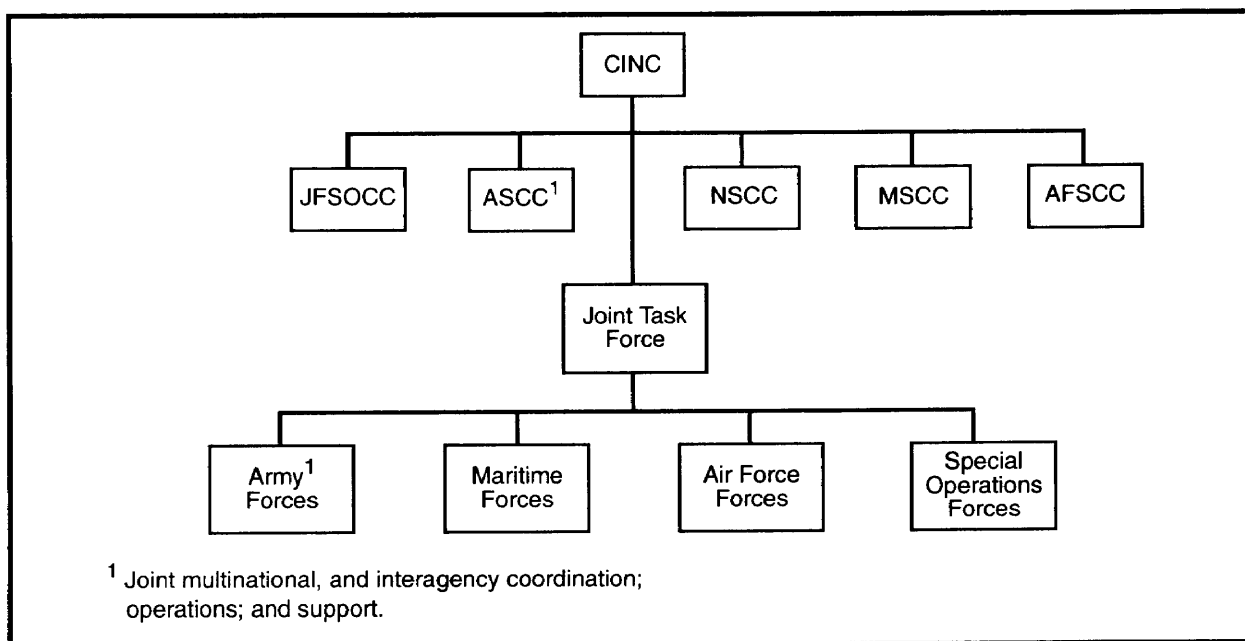 CINC
JFSOCC
ASCC¹
NSCC
MSCC
AFSCC
Joint Task
Force
Army¹
Forces
Maritime
Forces
Air Force
Forces
Special
Operations
Forces
¹ Joint multinational, and interagency coordination;
operations; and support.